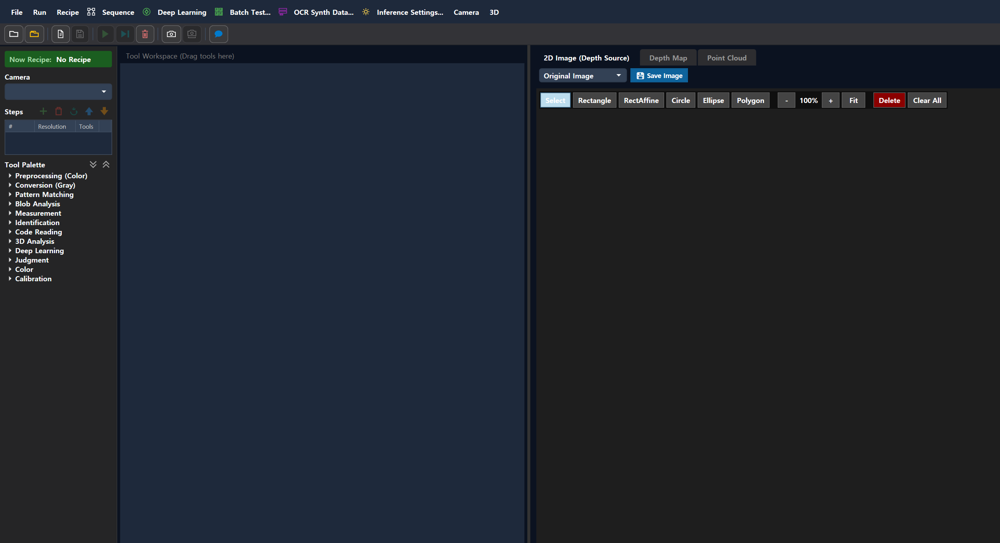 File Run Recipe Sequence Deep Learning Batch Test... OCR Synth Data... Inference Settings... Camera 3D
Now Recipe: No Recipe
Camera
Steps
# Resolution Tools
Tool Palette
Preprocessing (Color)
Conversion (Gray)
Pattern Matching
Blob Analysis
Measurement
Identification
Code Reading
3D Analysis
Deep Learning
Judgment
Color
Calibration
Tool Workspace (Drag tools here)
2D Image (Depth Source) Depth Map Point Cloud
Original Image Save Image
Select Rectangle RectAffine Circle Ellipse Polygon - 100% + Fit Delete Clear All